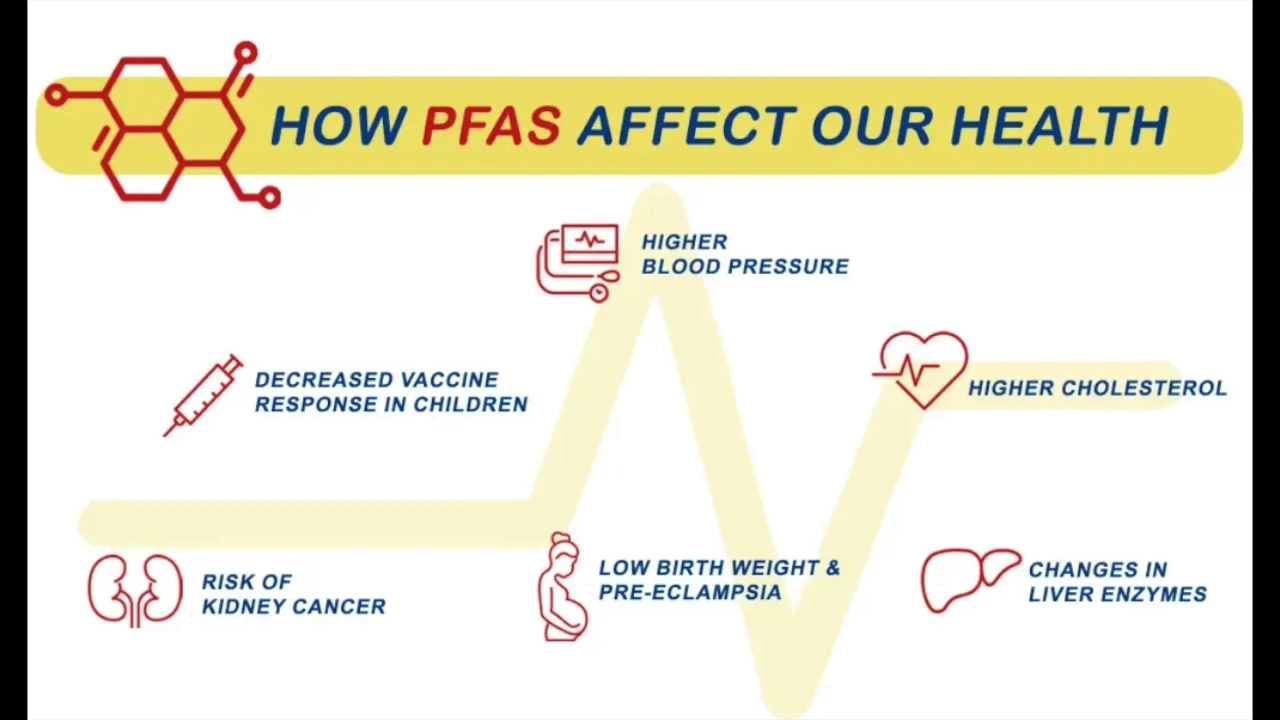 HOW PFAS AFFECT OUR HEALTH
HIGHER
BLOOD PRESSURE
DECREASED VACCINE
RESPONSE IN CHILDREN
HIGHER CHOLESTEROL
RISK OF
KIDNEY CANCER
LOW BIRTH WEIGHT &
PRE-ECLAMPSIA
CHANGES IN
LIVER ENZYMES